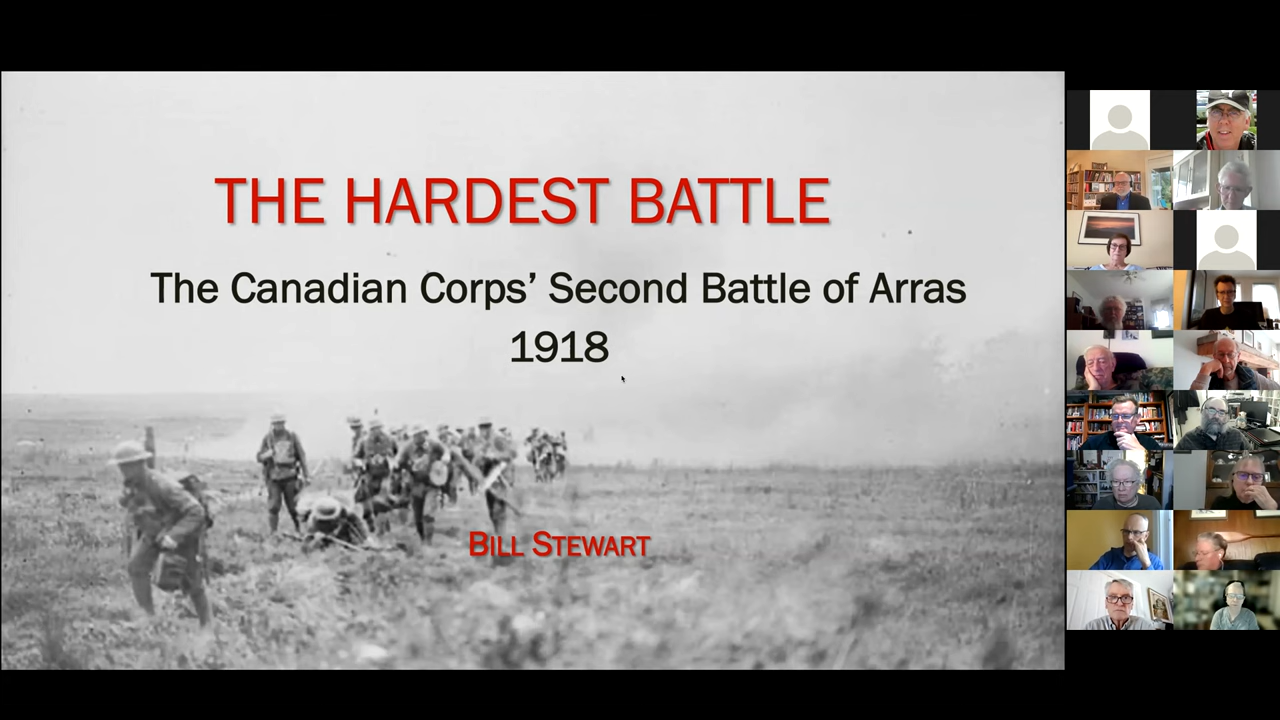 THE HARDEST BATTLE
The Canadian Corps’ Second Battle of Arras
1918
BILL STEWART